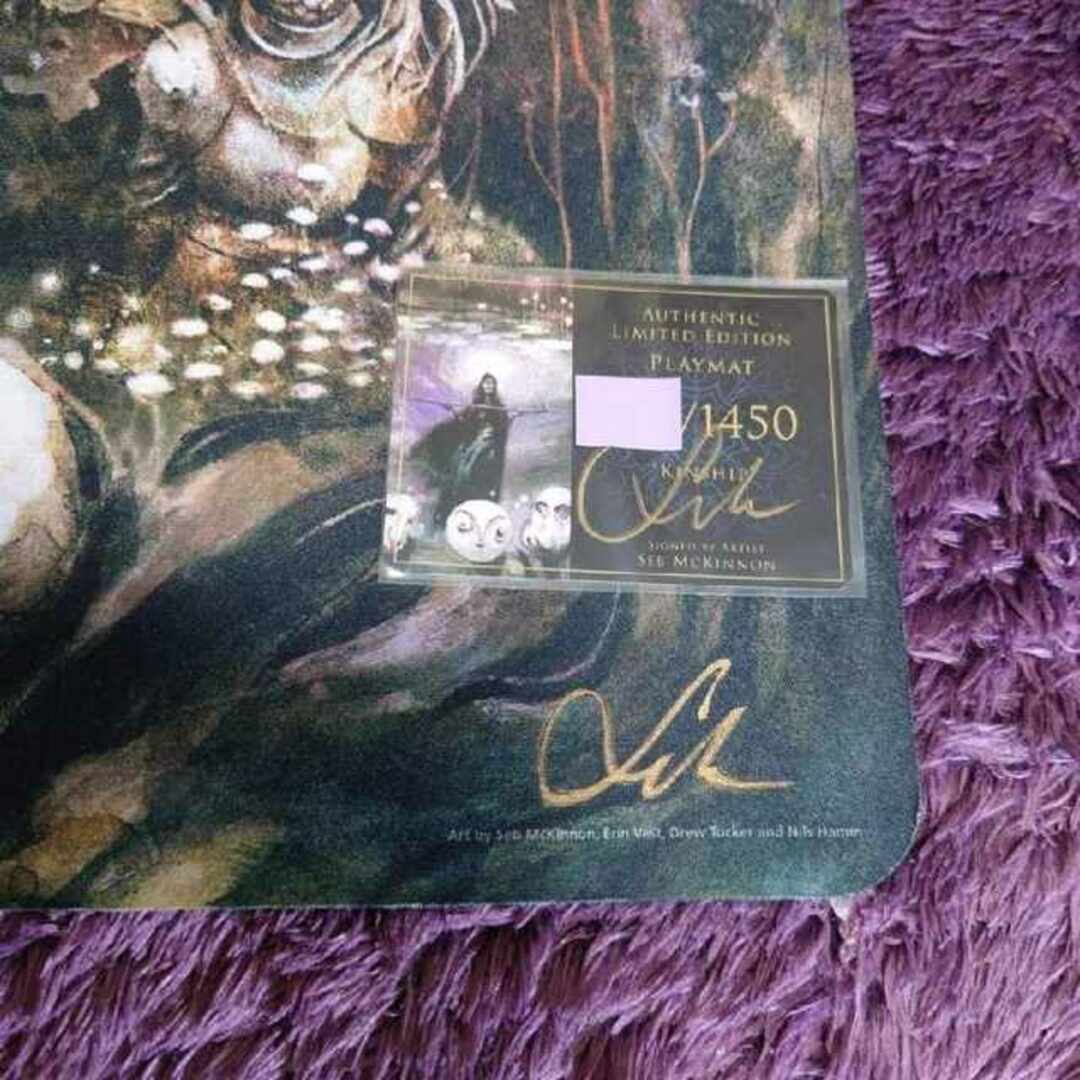 AUTHENTIC
LIMITED EDITION
PLAYMAT
/1450
KINSHIP
SIGNED BY ARTIST
SEB MCKINNON
Art by Seb McKinnon, Erin Vest, Drew Tucker and Nils Hamm